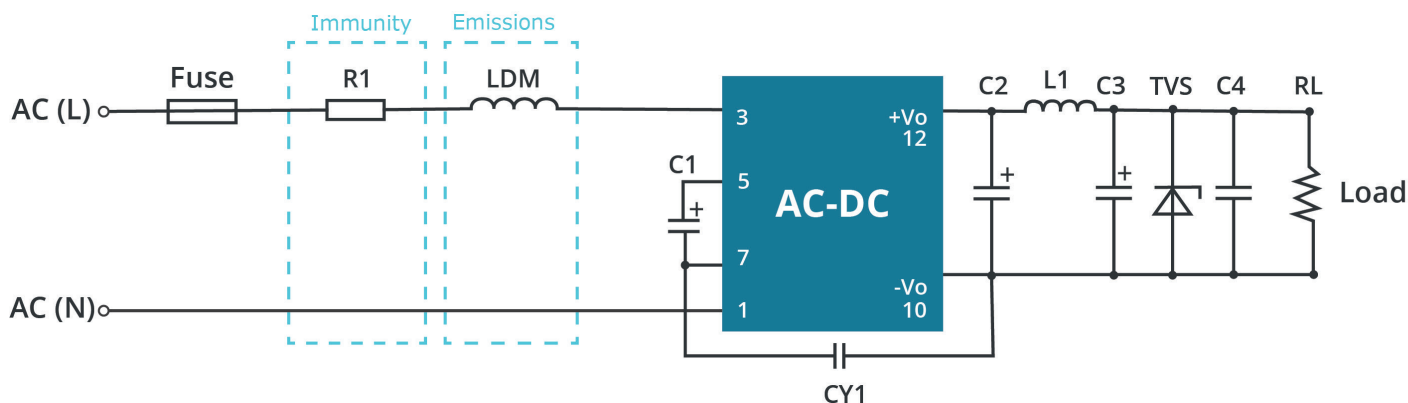 Immunity Emissions
Fuse R1 LDM C2 L1 C3 TVS C4 RL
AC (L)
3 +Vo
12
C1
5
+ + +
AC-DC Load
7
-Vo
AC (N) 1 10
CY1